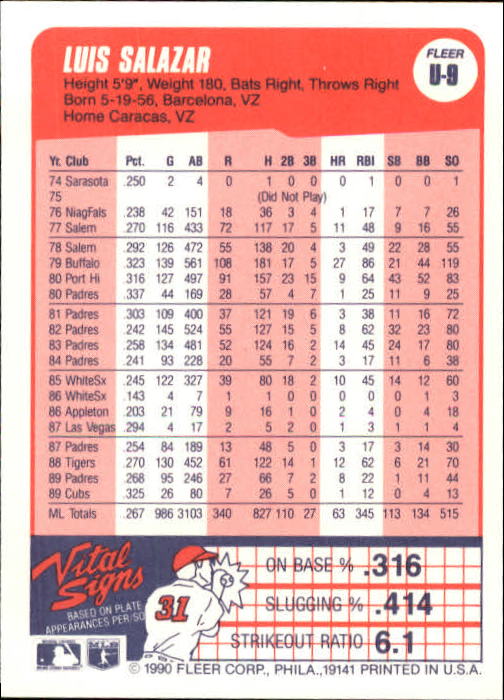 LUIS SALAZAR
FLEER
U-9
Height 5'9", Weight 180, Bats Right, Throws Right
Born 5-19-56, Barcelona, VZ
Home Caracas, VZ
Yr. Club Pct. G AB R H 2B 3B HR RBI SB BB SO
74 Sarasota .250 2 4 0 1 0 0 0 1 0 0 1
75 (Did Not Play)
76 NiagFals .238 42 151 18 36 3 4 1 17 7 7 26
77 Salem .270 116 433 72 117 17 5 11 48 9 16 55
78 Salem .292 126 472 55 138 20 4 3 49 22 28 55
79 Buffalo .323 139 561 108 181 17 5 27 86 21 44 119
80 Port Hi .316 127 497 91 157 23 15 9 64 43 52 83
80 Padres .337 44 169 28 57 4 7 1 25 11 9 25
81 Padres .303 109 400 37 121 19 6 3 38 11 16 72
82 Padres .242 145 524 55 127 15 5 8 62 32 23 80
83 Padres .258 134 481 52 124 16 2 14 45 24 17 80
84 Padres .241 93 228 20 55 7 2 3 17 11 6 38
85 WhiteSx .245 122 327 39 80 18 2 10 45 14 12 60
86 WhiteSx .143 4 7 1 1 0 0 0 0 0 1 3
86 Appleton .203 21 79 9 16 1 0 2 4 0 4 18
87 Las Vegas .294 4 17 2 5 2 0 1 3 1 1 4
87 Padres .254 84 189 13 48 5 0 3 17 3 14 30
88 Tigers .270 130 452 61 122 14 1 12 62 6 21 70
89 Padres .268 95 246 27 66 7 2 8 22 1 11 44
89 Cubs .325 26 80 7 26 5 0 1 12 0 4 13
ML Totals .267 986 3103 340 827 110 27 63 345 113 134 515
Vital
Signs
BASED ON PLATE
APPEARANCES PER/SO
31
ON BASE % .316
SLUGGING % .414
STRIKEOUT RATIO 6.1
© 1990 FLEER CORP., PHILA., 19141 PRINTED IN U.S.A.